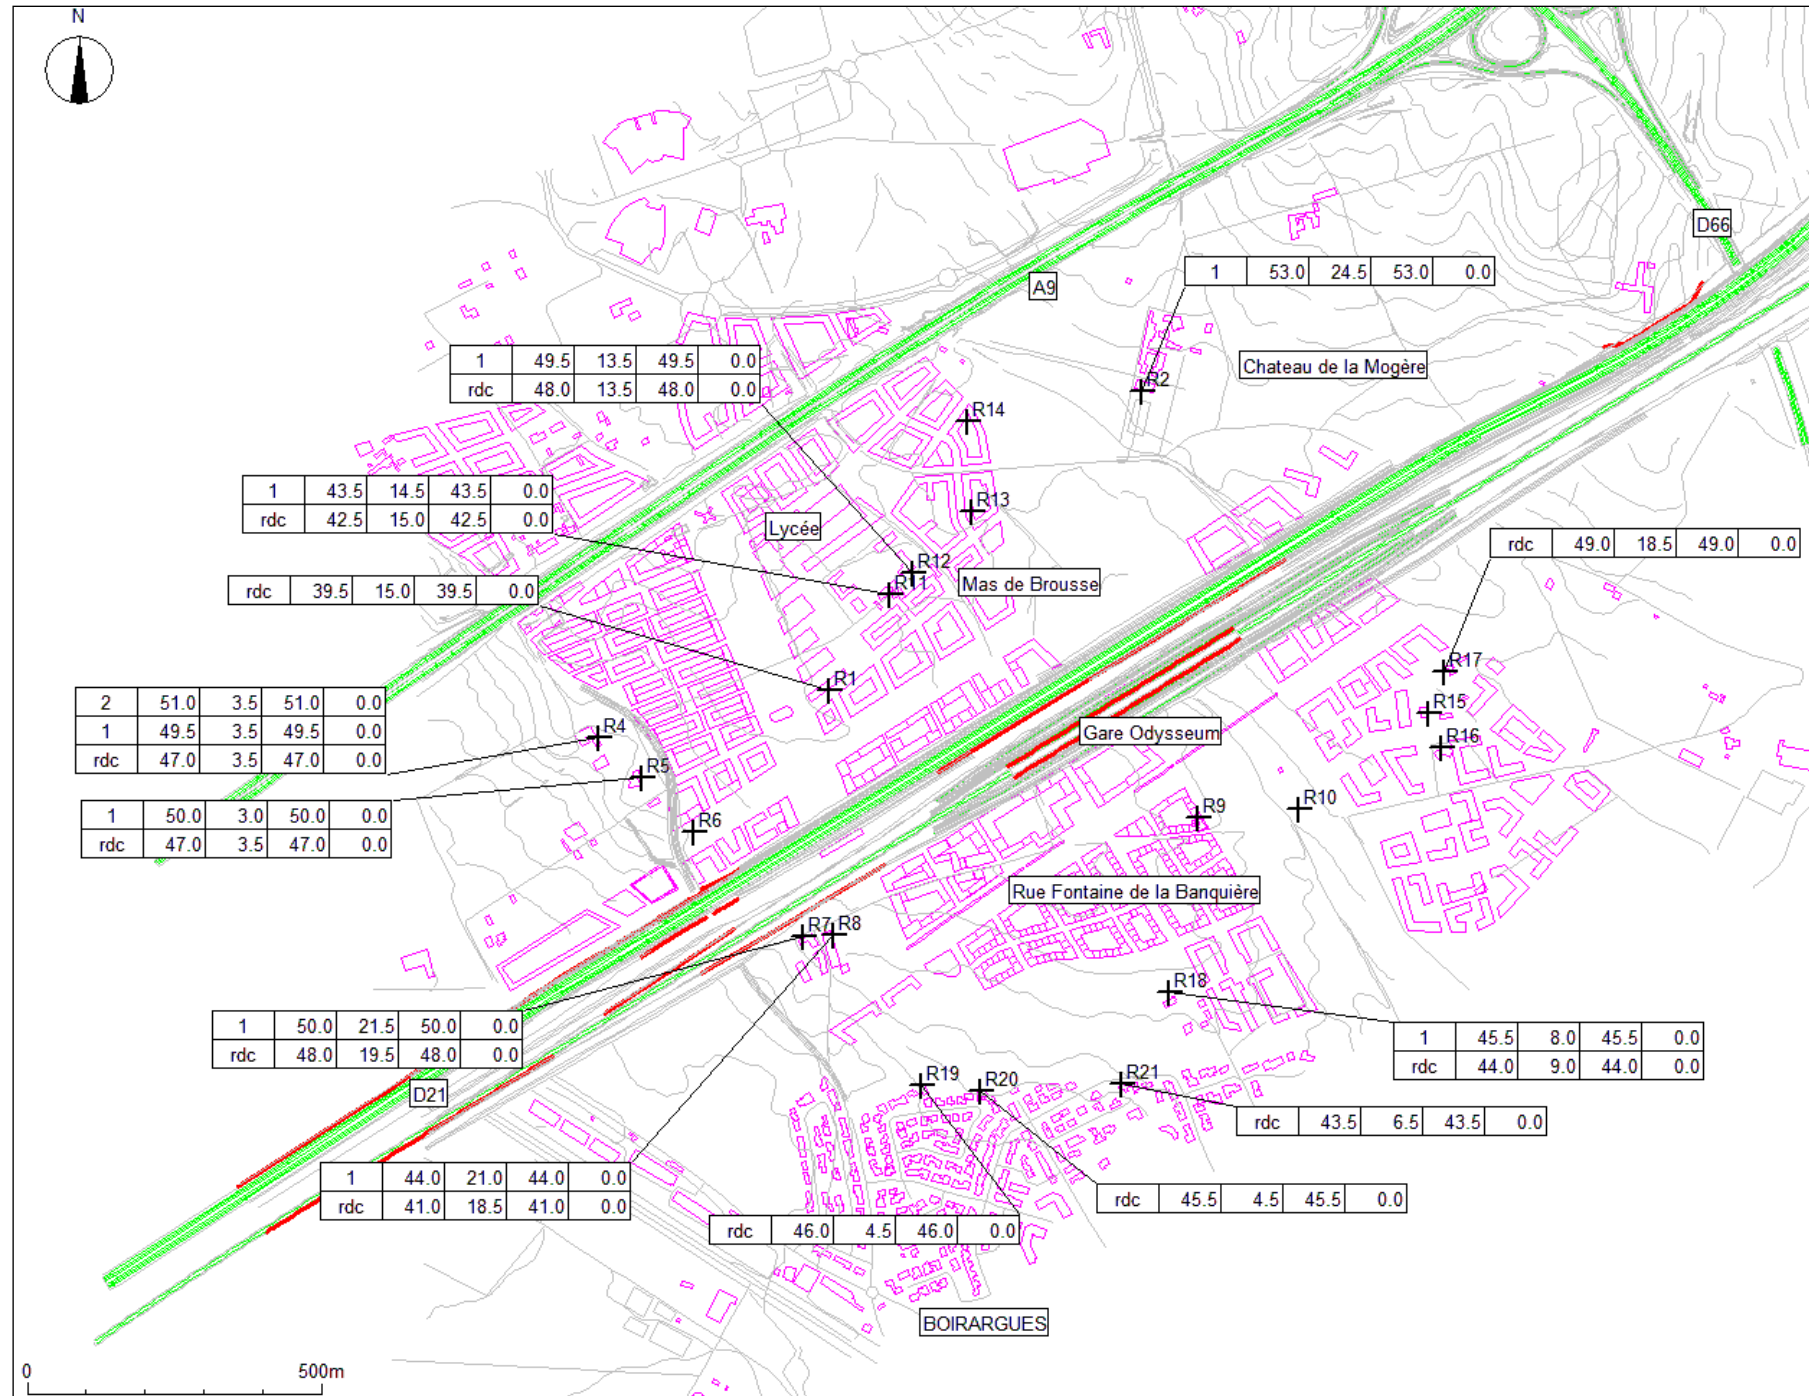 N
D66
1 53.0 24.5 53.0 0.0
A9
1 49.5 13.5 49.5 0.0
rdc 48.0 13.5 48.0 0.0
Chateau de la Mogère
R2
R14
1 43.5 14.5 43.5 0.0
rdc 42.5 15.0 42.5 0.0
R13
Lycée
rdc 49.0 18.5 49.0 0.0
R12
R11
Mas de Brousse
rdc 39.5 15.0 39.5 0.0
R17
R1
2 51.0 3.5 51.0 0.0
1 49.5 3.5 49.5 0.0
rdc 47.0 3.5 47.0 0.0
R15
R4
Gare Odysseum
R16
R5
1 50.0 3.0 50.0 0.0
rdc 47.0 3.5 47.0 0.0
R10
R9
R6
Rue Fontaine de la Banquière
R7
R8
R18
1 50.0 21.5 50.0 0.0
rdc 48.0 19.5 48.0 0.0
1 45.5 8.0 45.5 0.0
rdc 44.0 9.0 44.0 0.0
R19
R20
R21
D21
rdc 43.5 6.5 43.5 0.0
1 44.0 21.0 44.0 0.0
rdc 41.0 18.5 41.0 0.0
rdc 45.5 4.5 45.5 0.0
rdc 46.0 4.5 46.0 0.0
BOIRARGUES
0 500m